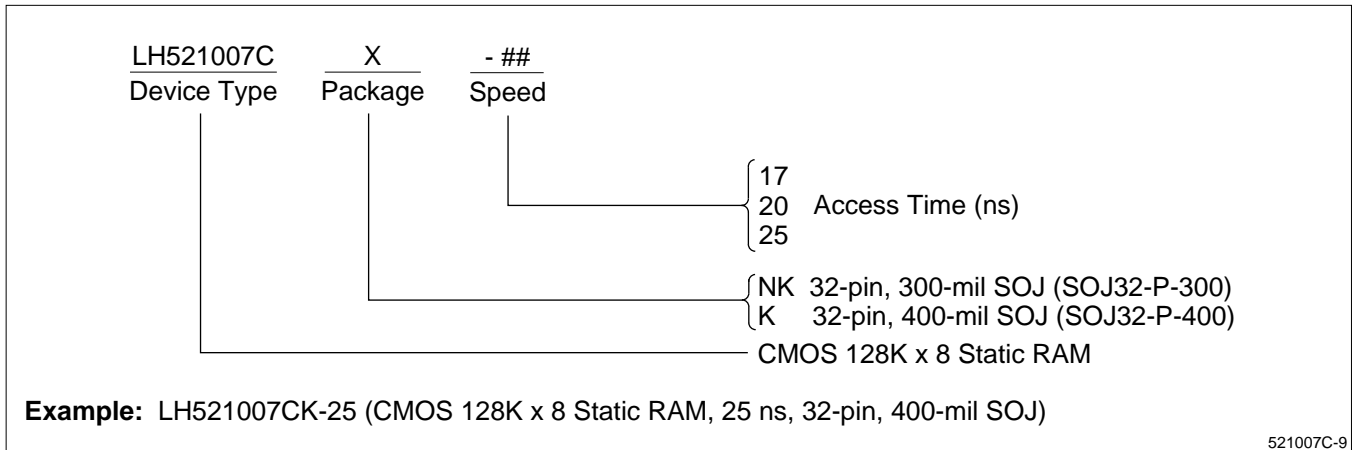 LH521007C X - ##
Device Type Package Speed
17
20 Access Time (ns)
25
NK 32-pin, 300-mil SOJ (SOJ32-P-300)
K 32-pin, 400-mil SOJ (SOJ32-P-400)
CMOS 128K x 8 Static RAM
Example: LH521007CK-25 (CMOS 128K x 8 Static RAM, 25 ns, 32-pin, 400-mil SOJ)
521007C-9